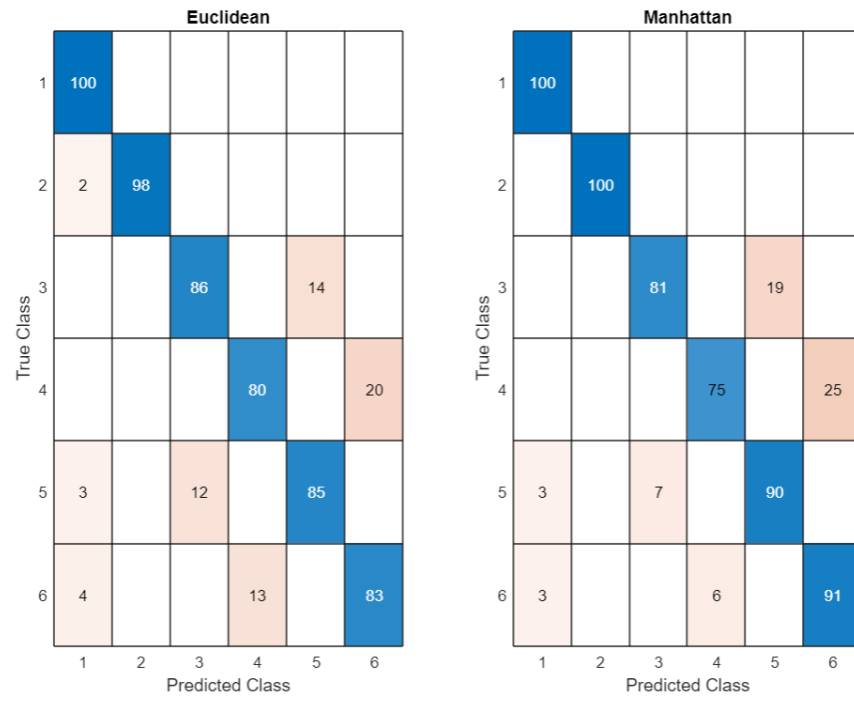 Euclidean
True Class
1 100
2 2 98
3 86 14
4 80 20
5 3 12 85
6 4 13 83
1 2 3 4 5 6
Predicted Class
Manhattan
True Class
1 100
2 100
3 81 19
4 75 25
5 3 7 90
6 3 6 91
1 2 3 4 5 6
Predicted Class